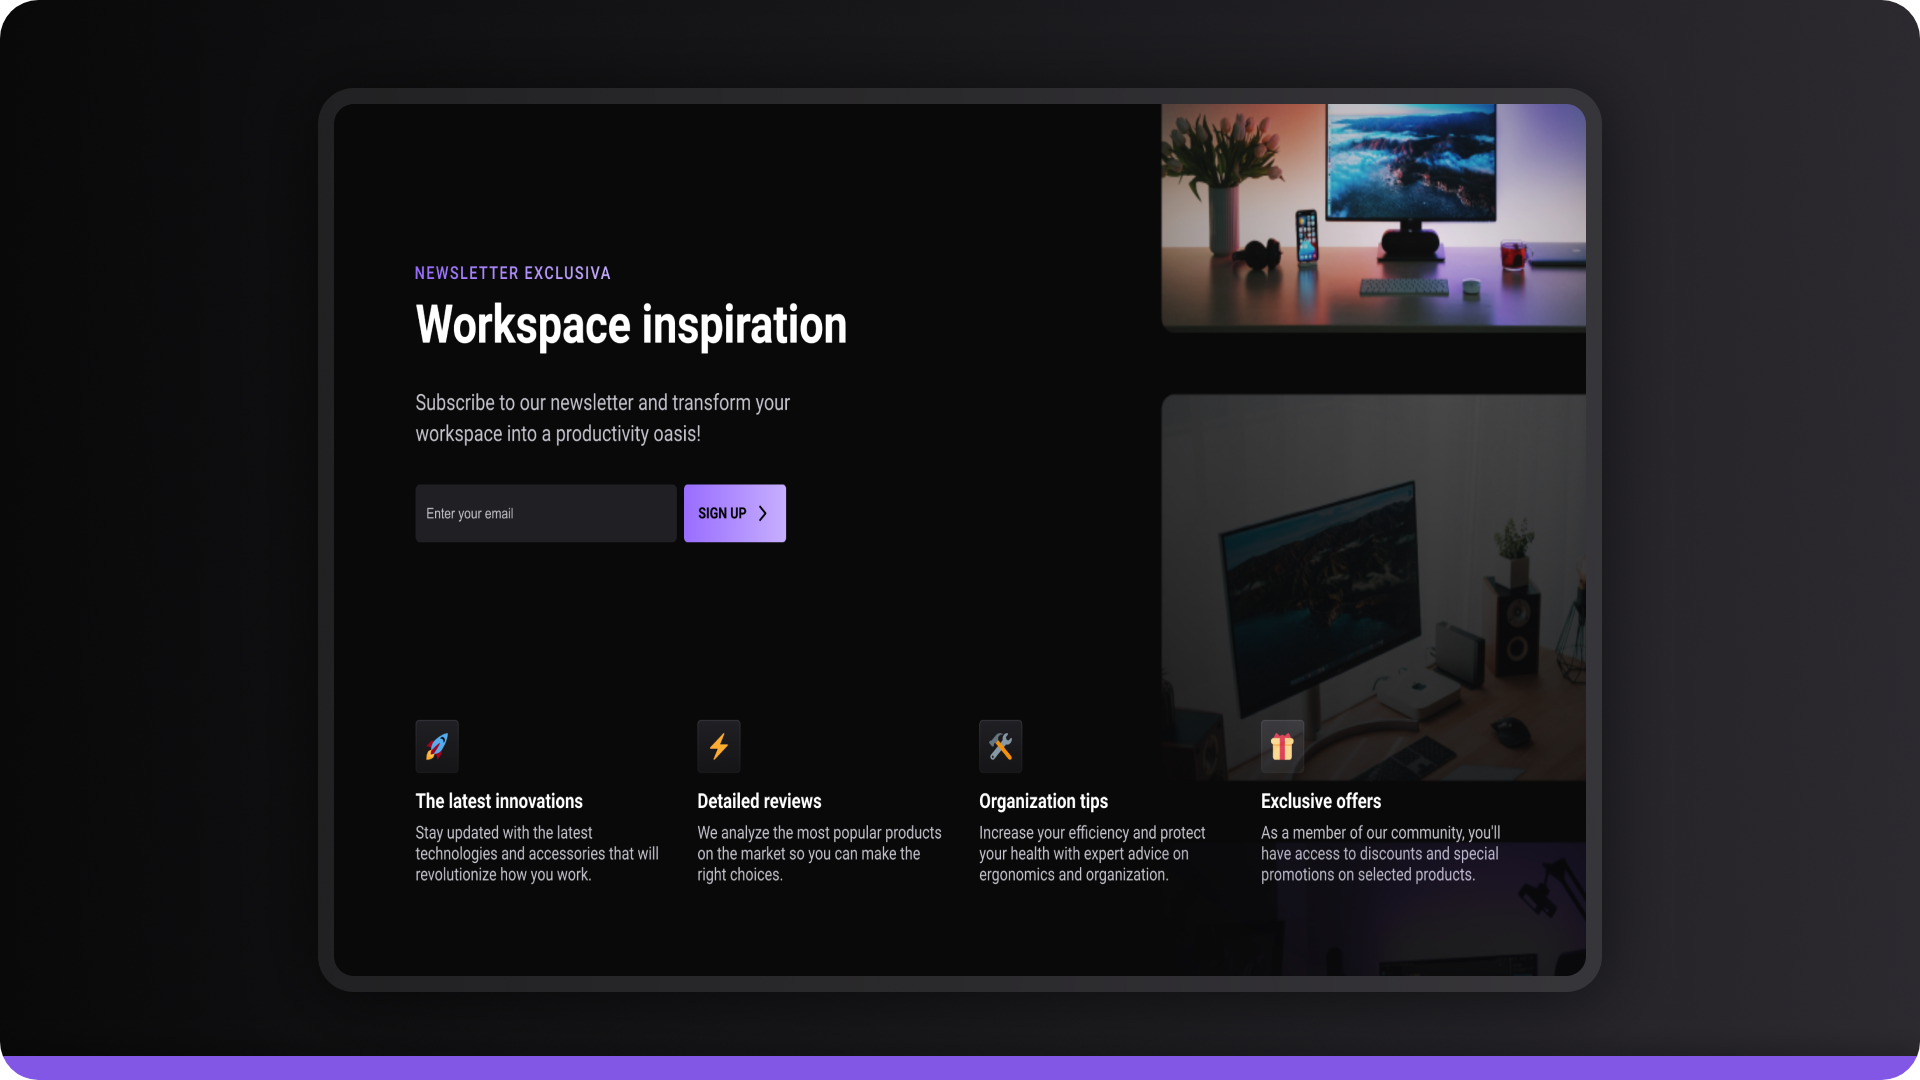 NEWSLETTER EXCLUSIVA
Workspace inspiration
Subscribe to our newsletter and transform your
workspace into a productivity oasis!
Enter your email
SIGN UP
The latest innovations
Stay updated with the latest
technologies and accessories that will
revolutionize how you work.
Detailed reviews
We analyze the most popular products
on the market so you can make the
right choices.
Organization tips
Increase your efficiency and protect
your health with expert advice on
ergonomics and organization.
Exclusive offers
As a member of our community, you'll
have access to discounts and special
promotions on selected products.